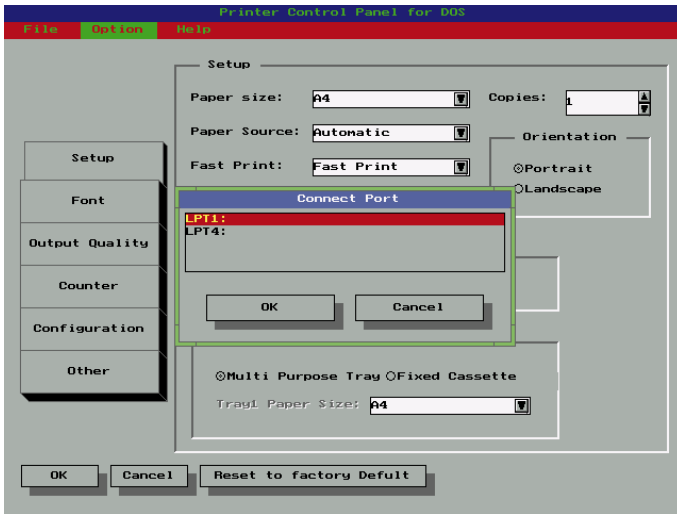 Printer Control Panel for DOS
File Option Help
Setup
Paper size: A4 Copies: 1
Paper Source: Automatic
Orientation
Setup
Fast Print: Fast Print
Portrait
Landscape
Font
Connect Port
LPT1:
LPT4:
Output Quality
Counter
OK Cancel
Configuration
Other
Multi Purpose Tray Fixed Cassette
Tray1 Paper Size: A4
OK Cancel Reset to factory Defult